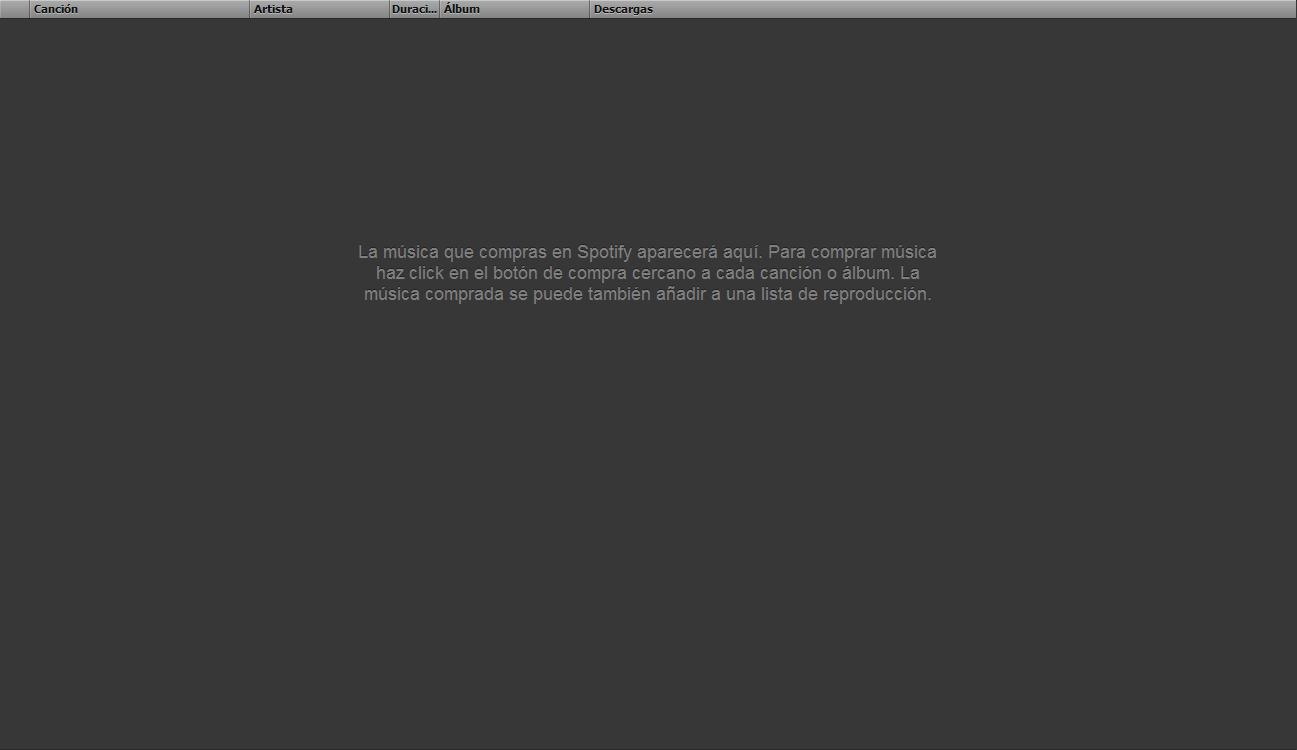 Canción Artista Duraci... Álbum Descargas
La música que compras en Spotify aparecerá aquí. Para comprar música
haz click en el botón de compra cercano a cada canción o álbum. La
música comprada se puede también añadir a una lista de reproducción.